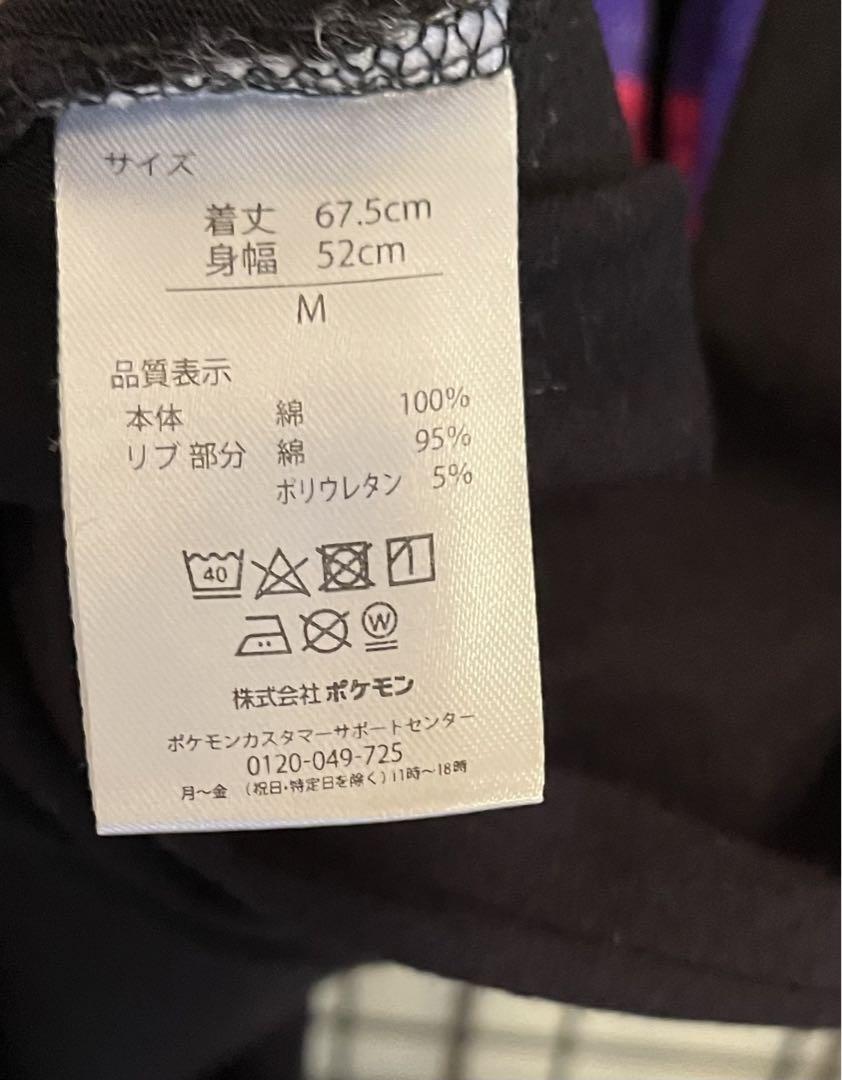 サイズ
着丈 67.5cm
身幅 52cm
M
品質表示
本体 綿 100%
リブ部分 綿 95%
ポリウレタン 5%
40
W
株式会社ポケモン
ポケモンカスタマーサポートセンター
0120-049-725
月～金 (祝日・特定日を除く)11時～18時